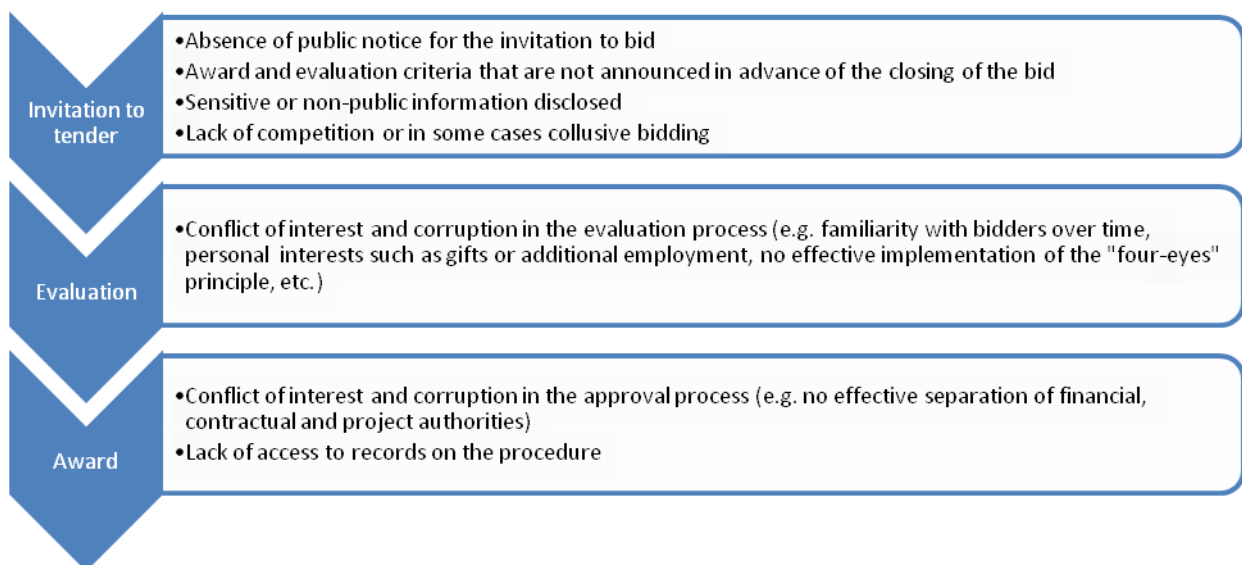 Invitation to
tender
•Absence of public notice for the invitation to bid
•Award and evaluation criteria that are not announced in advance of the closing of the bid
•Sensitive or non-public information disclosed
•Lack of competition or in some cases collusive bidding
Evaluation
•Conflict of interest and corruption in the evaluation process (e.g. familiarity with bidders over time,
personal interests such as gifts or additional employment, no effective implementation of the "four-eyes"
principle, etc.)
Award
•Conflict of interest and corruption in the approval process (e.g. no effective separation of financial,
contractual and project authorities)
•Lack of access to records on the procedure